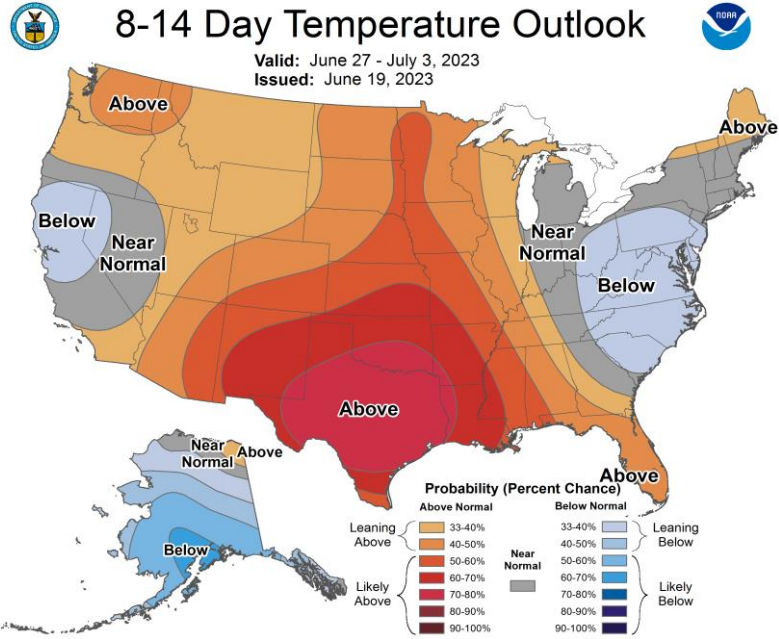 8-14 Day Temperature Outlook
NOAA
Valid: June 27 - July 3, 2023
Issued: June 19, 2023
Above
Above
Below
Near
Normal
Near
Normal
Below
Above
Near
Normal
Above
Above
Below
Probability (Percent Chance)
Above Normal
Below Normal
Leaning
Above
33-40%
40-50%
Likely
Above
50-60%
60-70%
70-80%
80-90%
90-100%
Near
Normal
33-40%
40-50%
Leaning
Below
50-60%
60-70%
70-80%
80-90%
90-100%
Likely
Below